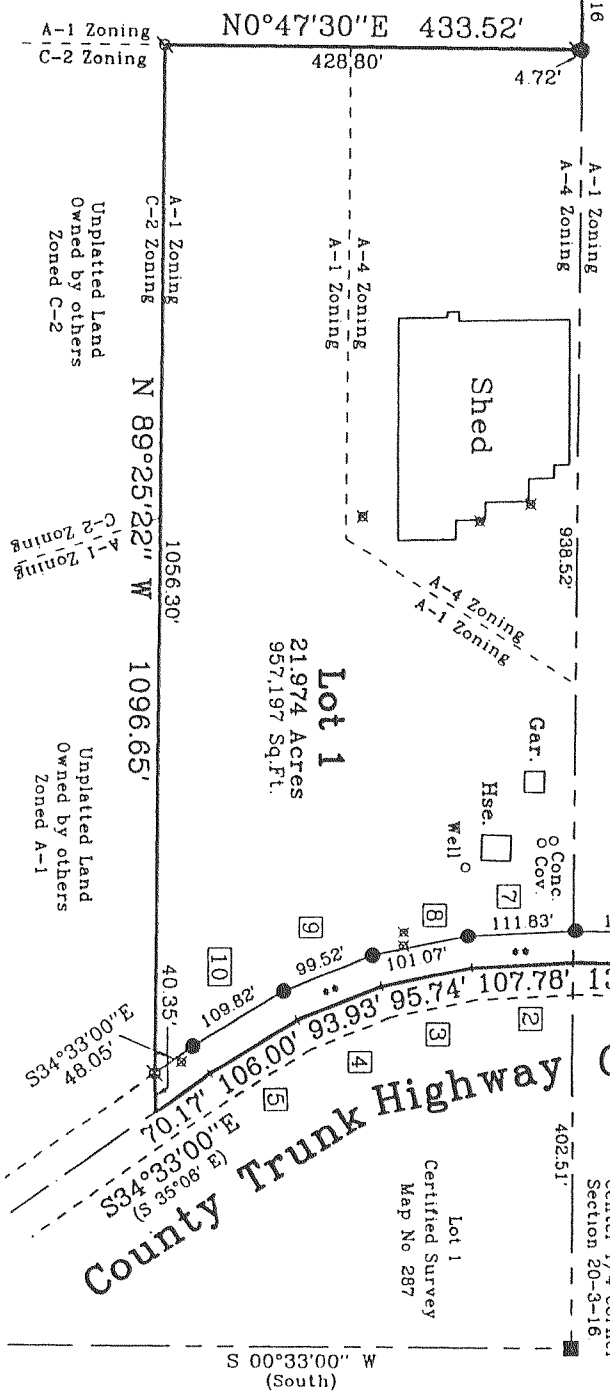 16
A-1 Zoning
C-2 Zoning
N0°47'30"E 433.52'
428.80'
4.72'
A-1 Zoning
A-4 Zoning
A-1 Zoning
C-2 Zoning
A-4 Zoning
A-1 Zoning
Unplatted Land
Owned by others
Zoned C-2
Shed
N 89°25'22" W 1096.65'
C-2 Zoning
A-1 Zoning
1056.30'
938.52'
A-4 Zoning
A-1 Zoning
Lot 1
21.974 Acres
957,197 Sq.Ft.
Unplatted Land
Owned by others
Zoned A-1
Gar.
Hse.
Conc.
Cov.
Well
7
8
9
10
111.83'
101.07'
99.52'
109.82'
**
**
40.35'
S34°33'00"E
48.05'
107.78'
95.74'
93.93'
106.00'
70.17'
2
3
4
5
S34°33'00"E
(S 35°06' E)
County Trunk Highway
402.51'
Section 20-3-16
Lot 1
Certified Survey
Map No 287
S 00°33'00" W
(South)